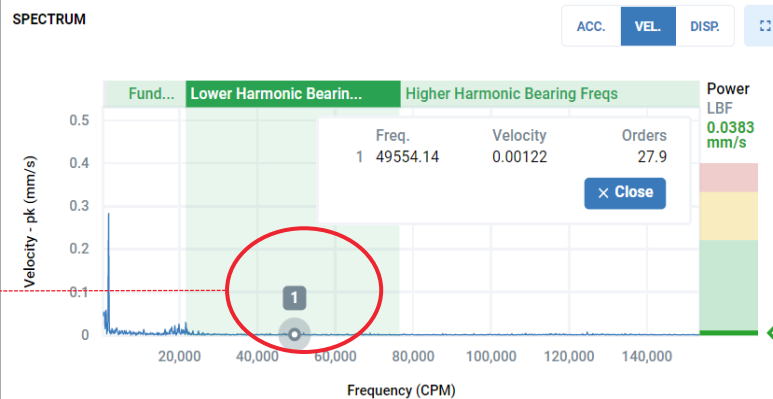 SPECTRUM
ACC. VEL. DISP.
Fund... Lower Harmonic Bearin... Higher Harmonic Bearing Freqs
Power
LBF
0.0383
mm/s
Freq. Velocity Orders
1 49554.14 0.00122 27.9
× Close
Velocity - pk (mm/s)
0.5
0.4
0.3
0.2
0.1
0
1
20,000 40,000 60,000 80,000 100,000 120,000 140,000
Frequency (CPM)